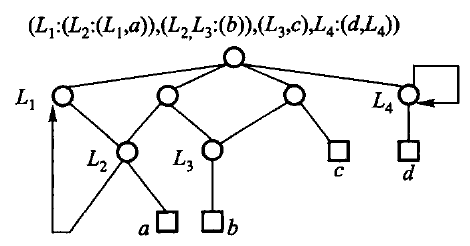 (L₁:(L₂:(L₁,a)),(L₂,L₃:(b)),(L₃,c),L₄:(d,L₄))
L₁
L₄
L₂
L₃
c
d
a
b